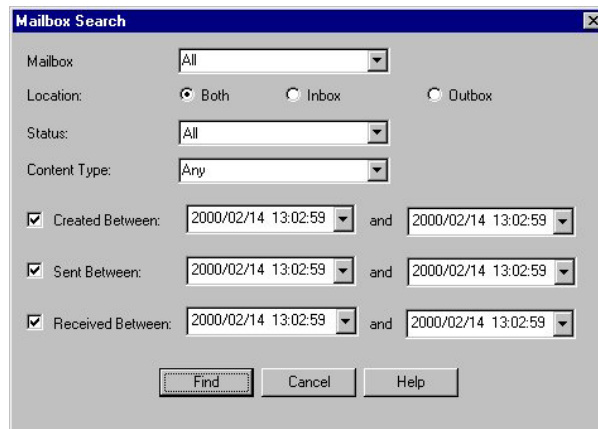 Mailbox Search
Mailbox All
Location: Both Inbox Outbox
Status: All
Content Type: Any
Created Between: 2000/02/14 13:02:59 and 2000/02/14 13:02:59
Sent Between: 2000/02/14 13:02:59 and 2000/02/14 13:02:59
Received Between: 2000/02/14 13:02:59 and 2000/02/14 13:02:59
Find Cancel Help